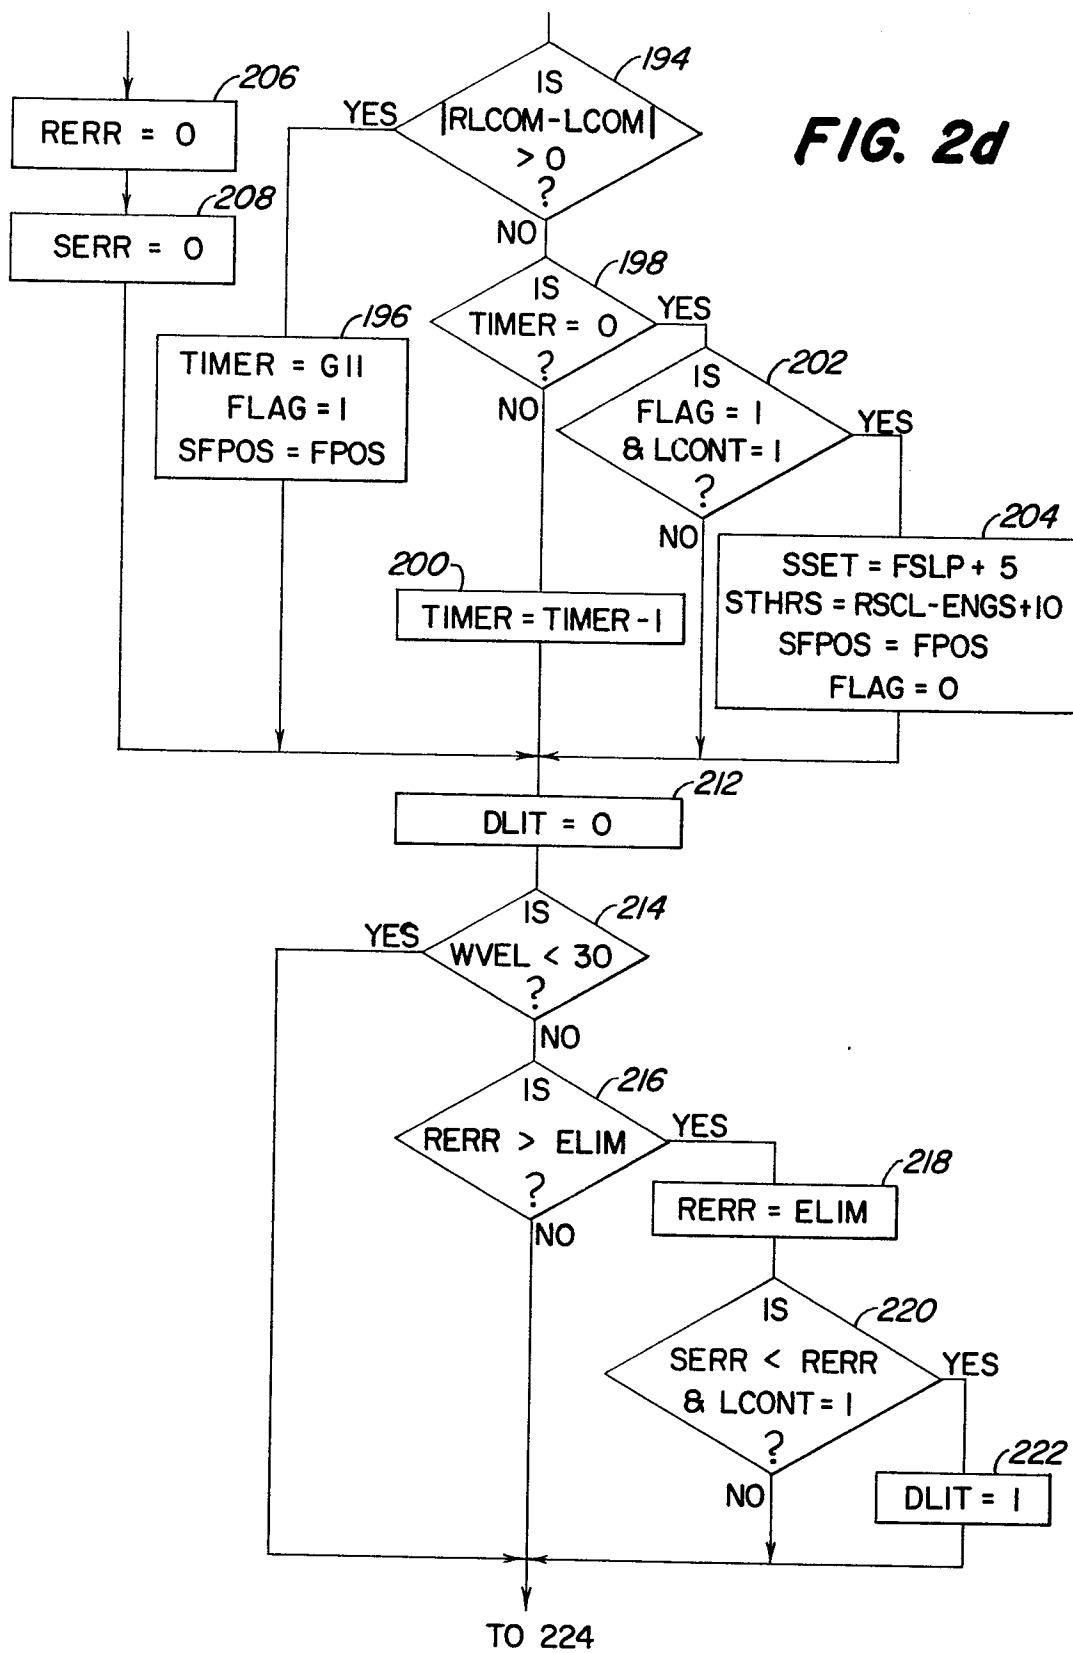 FIG. 2d
206
RERR = 0
208
SERR = 0
194
IS
|RLCOM-LCOM|
> 0
?
YES
NO
196
TIMER = G11
FLAG = 1
SFPOS = FPOS
198
IS
TIMER = 0
?
YES
NO
202
IS
FLAG = 1
& LCONT = 1
?
YES
NO
200
TIMER = TIMER - 1
204
SSET = FSLP + 5
STHRS = RSCL-ENGS+10
SFPOS = FPOS
FLAG = 0
212
DLIT = 0
214
IS
WVEL < 30
?
YES
NO
216
IS
RERR > ELIM
?
YES
NO
218
RERR = ELIM
220
IS
SERR < RERR
& LCONT = 1
?
YES
NO
222
DLIT = 1
TO 224